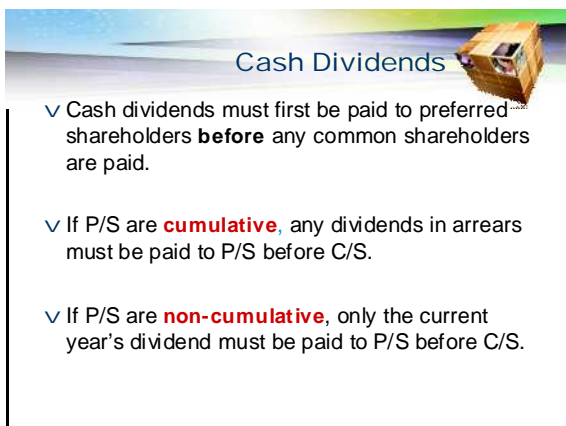 Cash Dividends
v Cash dividends must first be paid to preferred
shareholders before any common shareholders
are paid.
v If P/S are cumulative, any dividends in arrears
must be paid to P/S before C/S.
v If P/S are non-cumulative, only the current
year’s dividend must be paid to P/S before C/S.